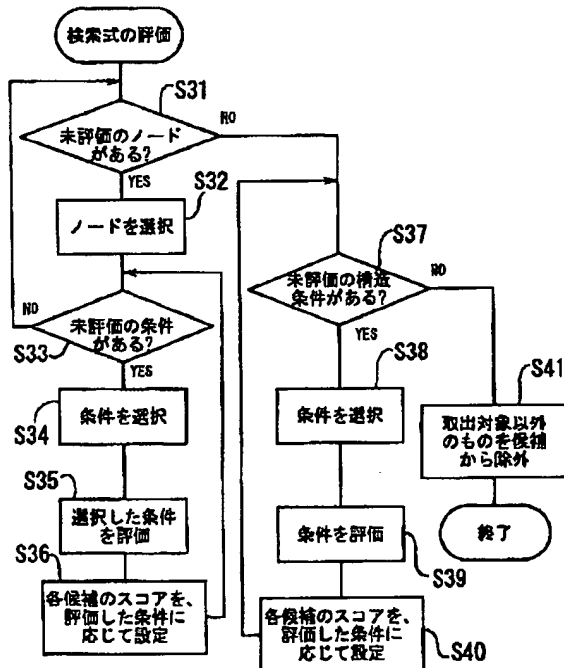 検索式の評価
S31
未評価のノード
がある?
NO
YES
S32
ノードを選択
NO
未評価の条件
がある?
S33
YES
S34
条件を選択
S35
選択した条件
を評価
S36
各候補のスコアを、
評価した条件に
応じて設定
S37
未評価の構造
条件がある?
NO
YES
S38
条件を選択
条件を評価
S39
各候補のスコアを、
評価した条件に
応じて設定
S40
S41
取出対象以外
のものを候補
から除外
終了